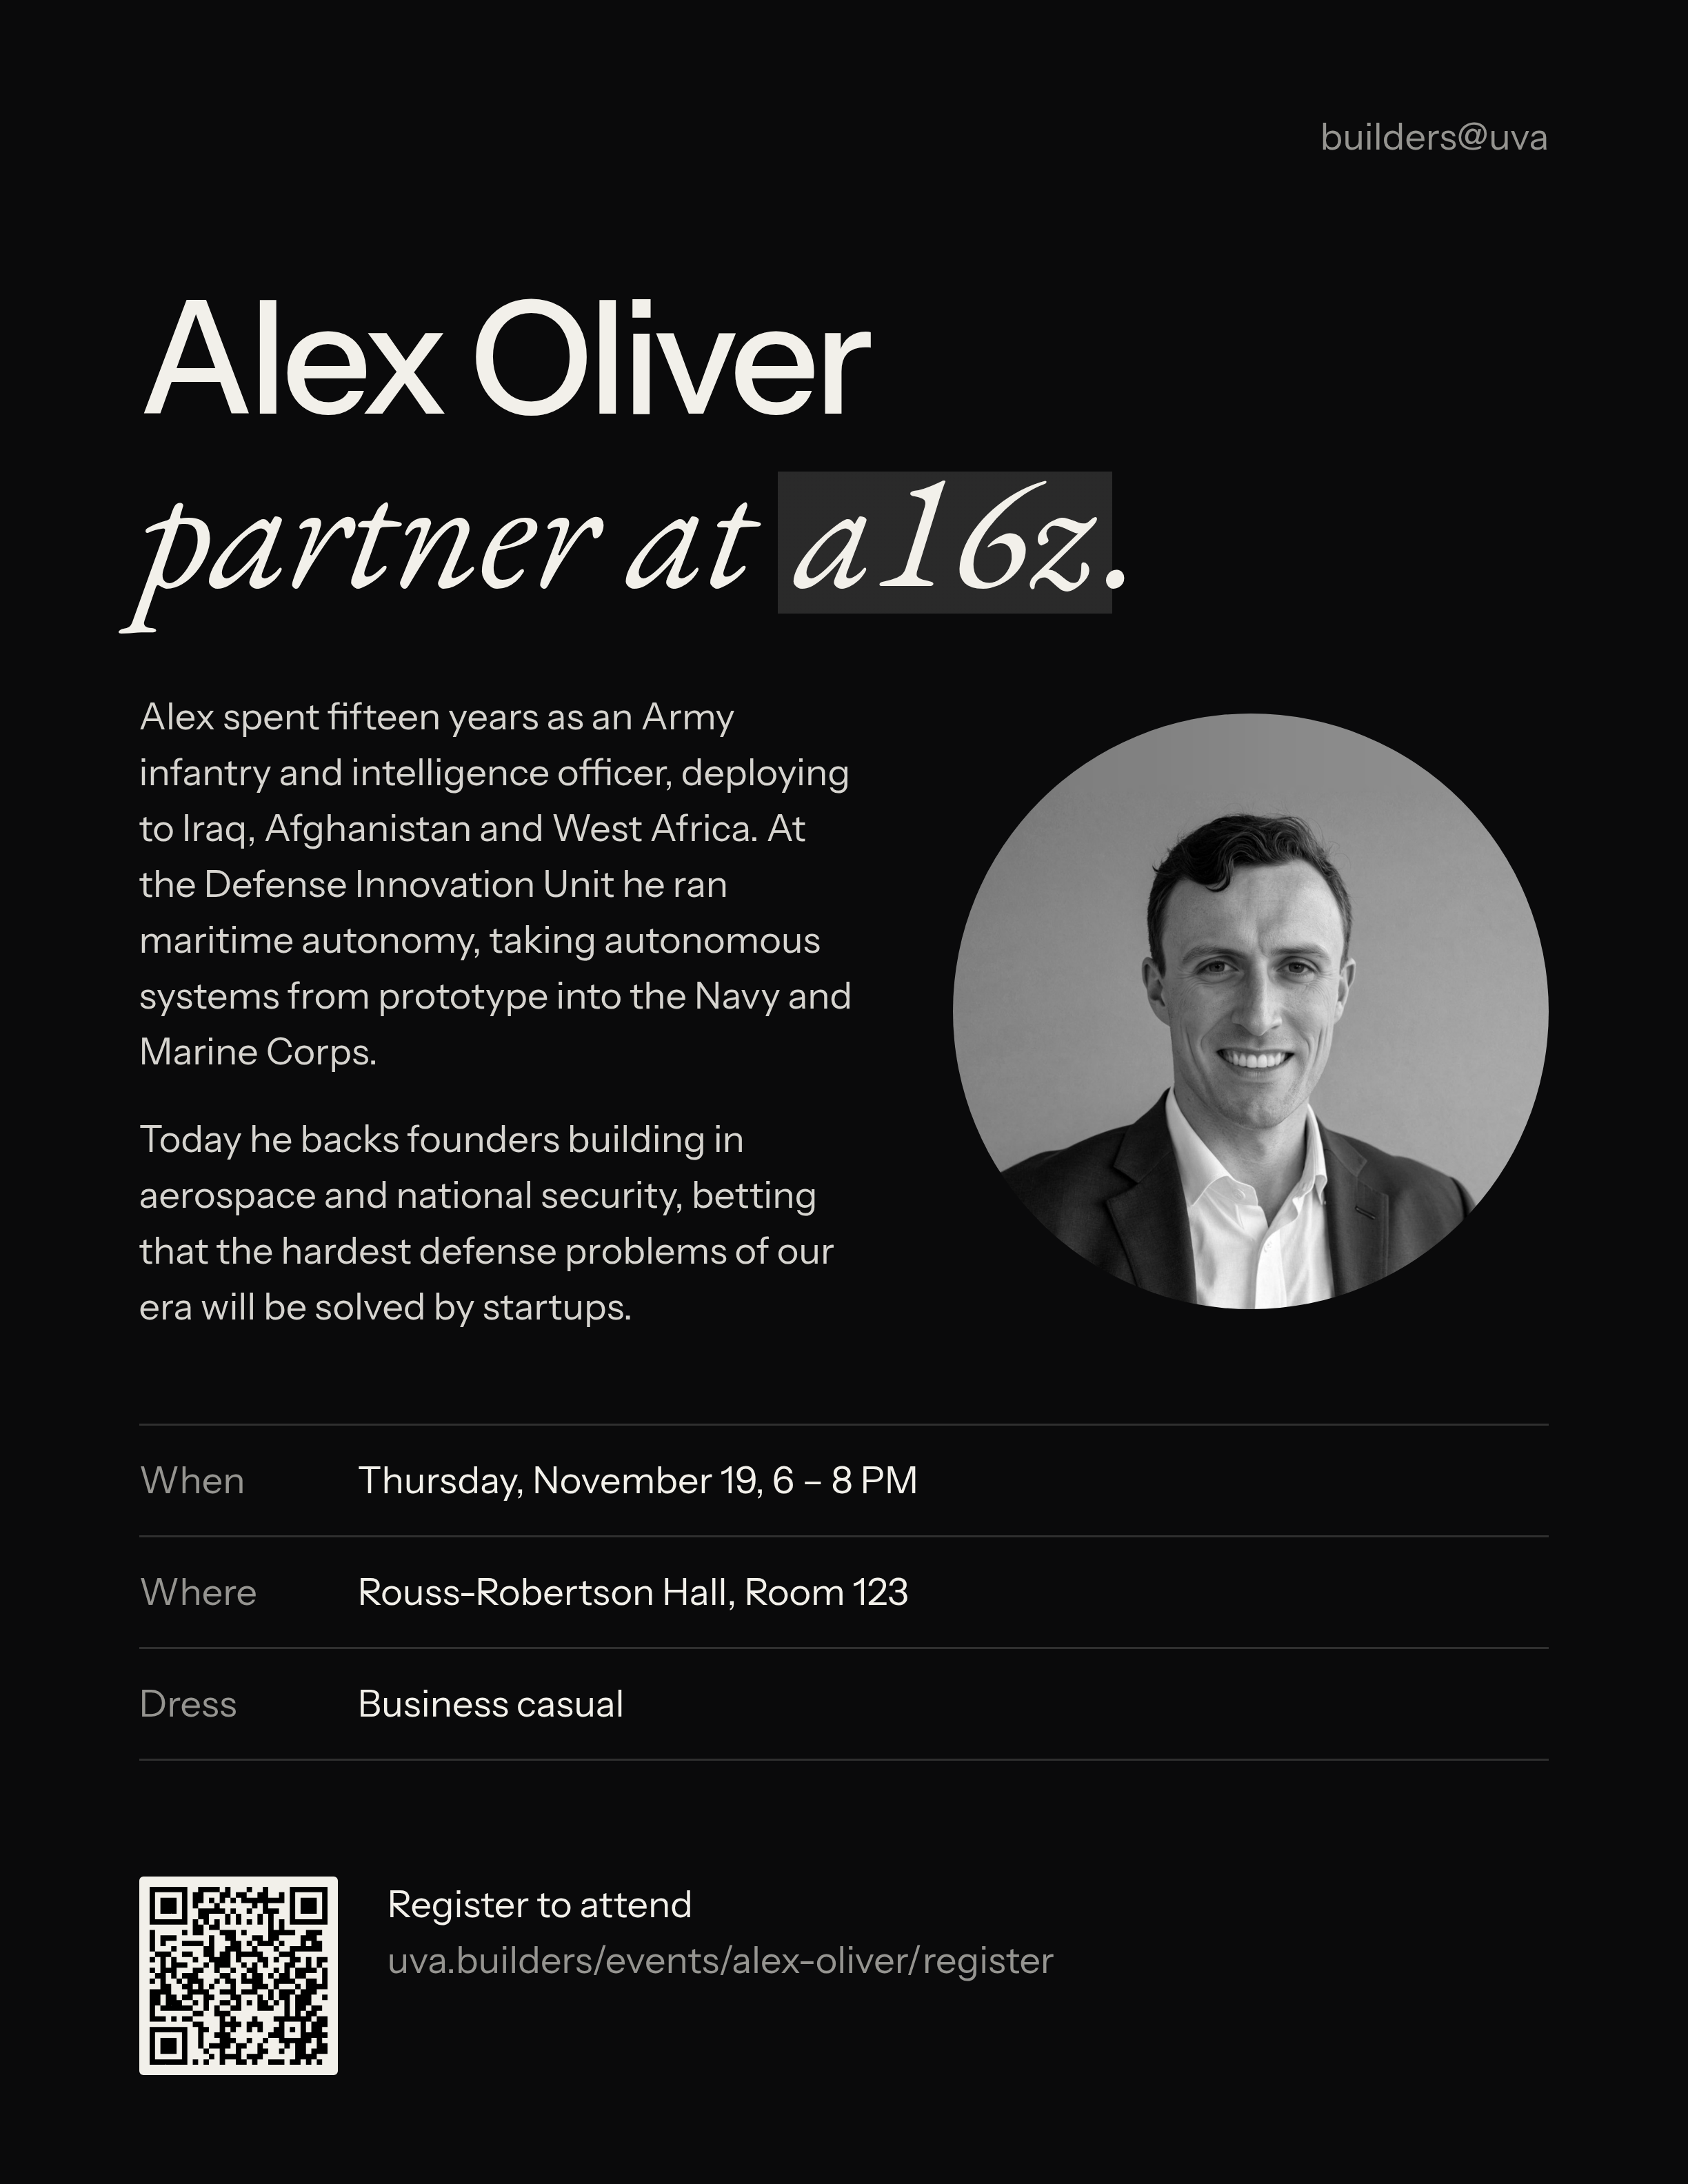 builders@uva
Alex Oliver
partner at a16z.
Alex spent fifteen years as an Army
infantry and intelligence officer, deploying
to Iraq, Afghanistan and West Africa. At
the Defense Innovation Unit he ran
maritime autonomy, taking autonomous
systems from prototype into the Navy and
Marine Corps.
Today he backs founders building in
aerospace and national security, betting
that the hardest defense problems of our
era will be solved by startups.
When Thursday, November 19, 6 – 8 PM
Where Rouss-Robertson Hall, Room 123
Dress Business casual
Register to attend
uva.builders/events/alex-oliver/register